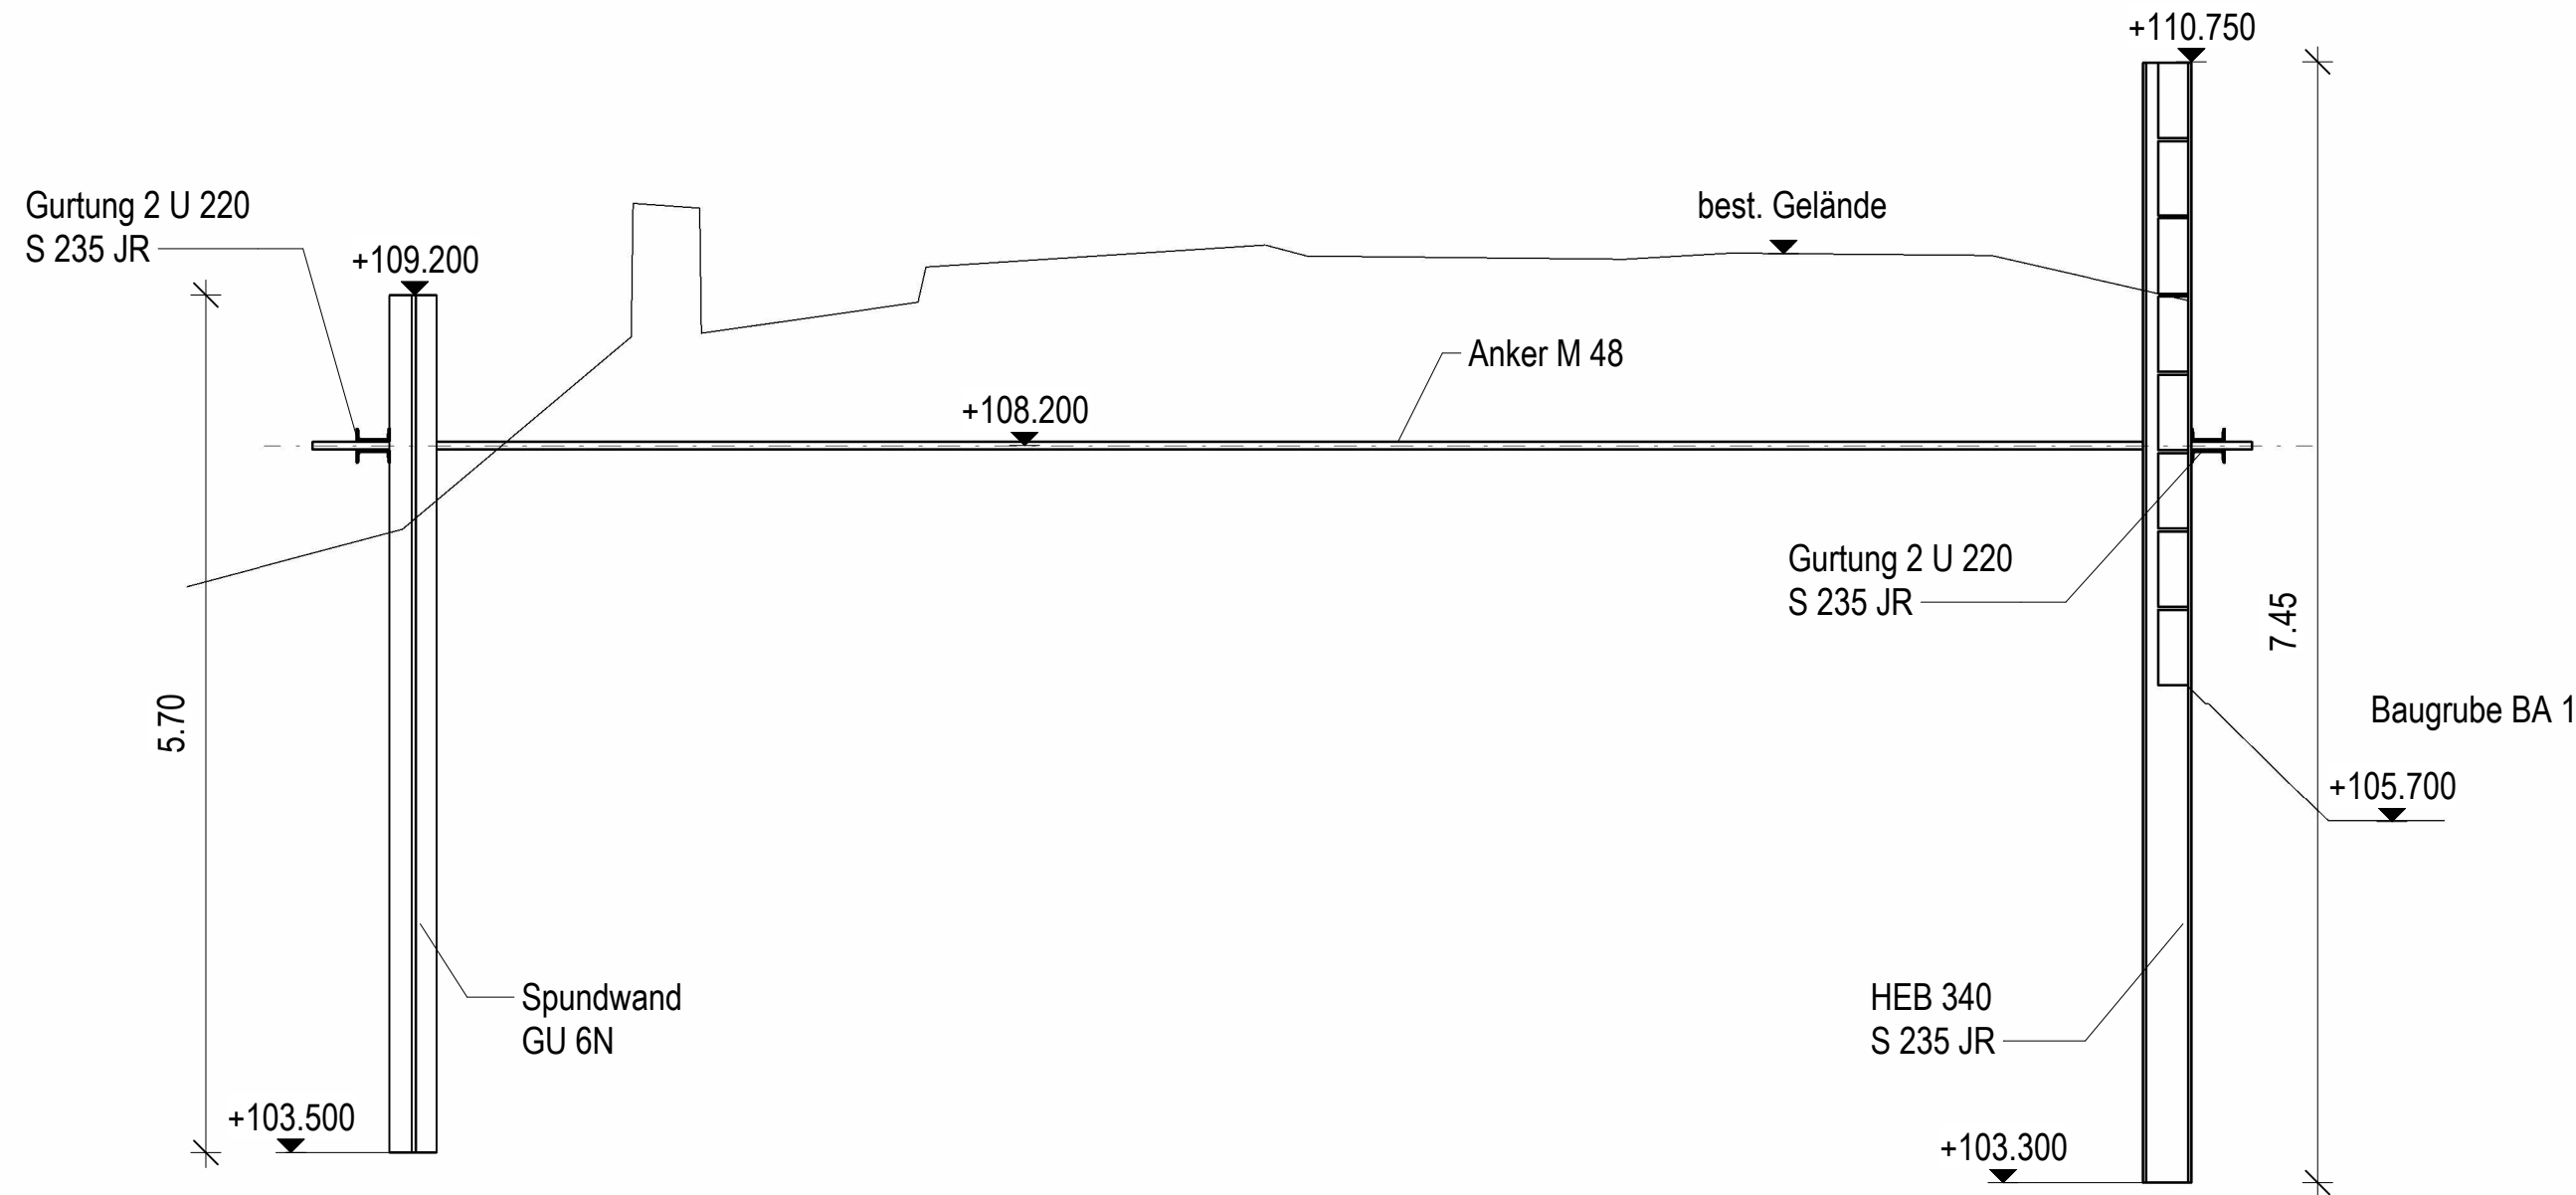 +110.750
Gurtung 2 U 220
S 235 JR
best. Gelände
+109.200
Anker M 48
+108.200
Gurtung 2 U 220
S 235 JR
7.45
5.70
Baugrube BA 1
+105.700
Spundwand
GU 6N
HEB 340
S 235 JR
+103.500
+103.300